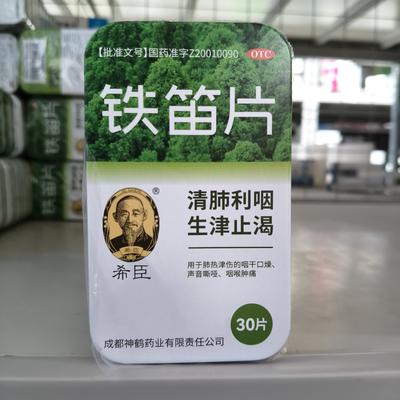 【批准文号】国药准字Z20010090
OTC
铁笛片
清肺利咽
生津止渴
希臣
希臣
用于肺热津伤的咽干口燥、
声音嘶哑、咽喉肿痛
30片
成都神鹤药业有限责任公司